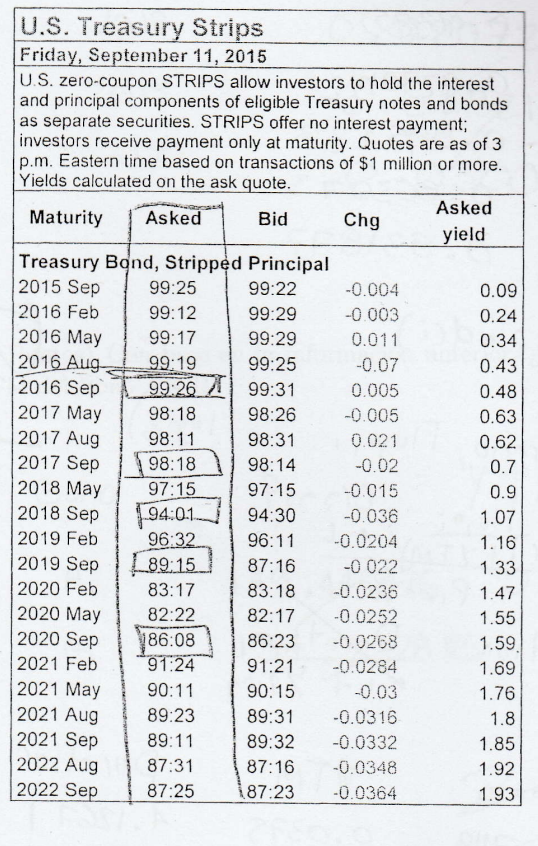 U.S. Treasury Strips
Friday, September 11, 2015
U.S. zero-coupon STRIPS allow investors to hold the interest
and principal components of eligible Treasury notes and bonds
as separate securities. STRIPS offer no interest payment;
investors receive payment only at maturity. Quotes are as of 3
p.m. Eastern time based on transactions of $1 million or more.
Yields calculated on the ask quote.
Maturity Asked Bid Chg Asked yield
Treasury Bond, Stripped Principal
2015 Sep 99:25 99:22 -0.004 0.09
2016 Feb 99:12 99:29 -0.003 0.24
2016 May 99:17 99:29 0.011 0.34
2016 Aug 99:19 99:25 -0.07 0.43
2016 Sep 99:26 99:31 0.005 0.48
2017 May 98:18 98:26 -0.005 0.63
2017 Aug 98:11 98:31 0.021 0.62
2017 Sep 98:18 98:14 -0.02 0.7
2018 May 97:15 97:15 -0.015 0.9
2018 Sep 94:01 94:30 -0.036 1.07
2019 Feb 96:32 96:11 -0.0204 1.16
2019 Sep 89:15 87:16 -0.022 1.33
2020 Feb 83:17 83:18 -0.0236 1.47
2020 May 82:22 82:17 -0.0252 1.55
2020 Sep 86:08 86:23 -0.0268 1.59
2021 Feb 91:24 91:21 -0.0284 1.69
2021 May 90:11 90:15 -0.03 1.76
2021 Aug 89:23 89:31 -0.0316 1.8
2021 Sep 89:11 89:32 -0.0332 1.85
2022 Aug 87:31 87:16 -0.0348 1.92
2022 Sep 87:25 87:23 -0.0364 1.93